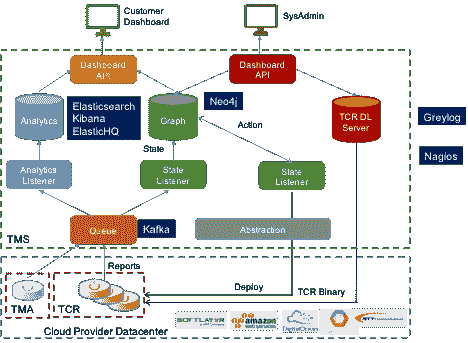 Customer
Dashboard
SysAdmin
Dashboard
API
Dashboard
API
Analytics
Elasticsearch
Kibana
ElasticHQ
Graph
Neo4j
TCR DL
Server
Greylog
Nagios
State
Action
Analytics
Listener
State
Listener
State
Listener
Queue
Kafka
Abstraction
TMS
Reports
Deploy
TCR Binary
TMA
TCR
Cloud Provider Datacenter
SOFTLAYER
amazon
web services
DigitalOcean